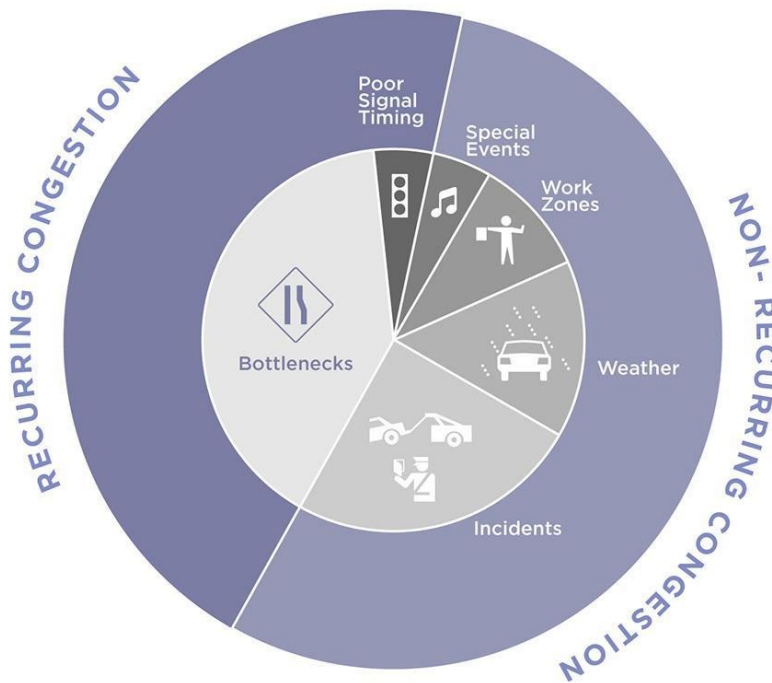 RECURRING CONGESTION
Poor
Signal
Timing
Special
Events
Work
Zones
Bottlenecks
Weather
Incidents
NON- RECURRING CONGESTION